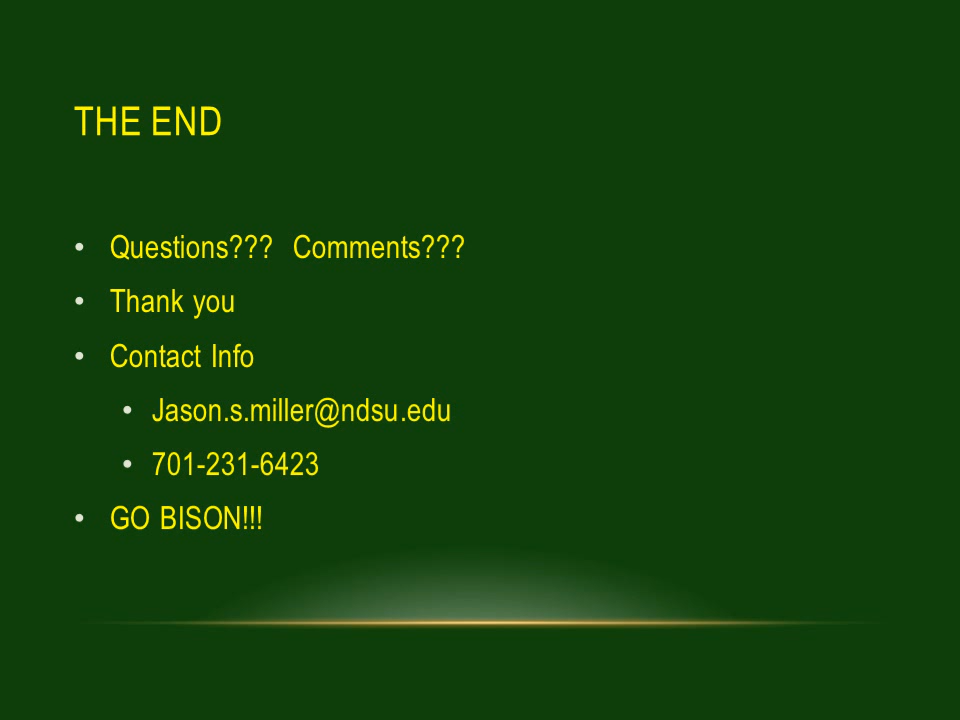 THE END
• Questions??? Comments???
• Thank you
• Contact Info
• Jason.s.miller@ndsu.edu
• 701-231-6423
• GO BISON!!!